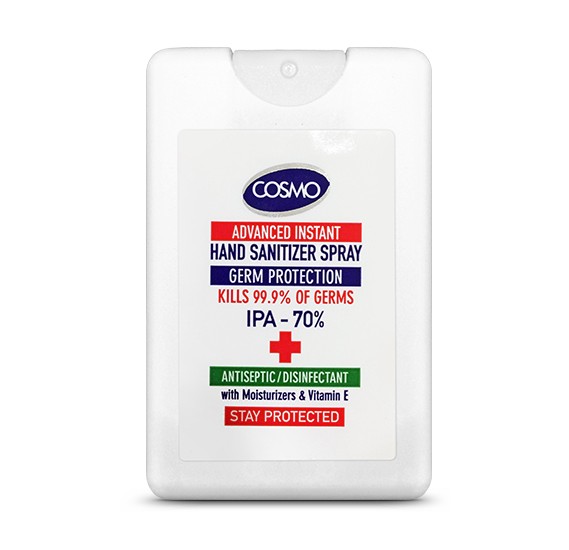 COSMO
ADVANCED INSTANT
HAND SANITIZER SPRAY
GERM PROTECTION
KILLS 99.9% OF GERMS
IPA - 70%
ANTISEPTIC/DISINFECTANT
with Moisturizers & Vitamin E
STAY PROTECTED